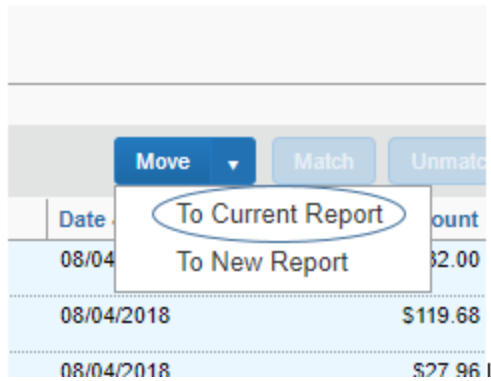 Move Match Unmatc
To Current Report
Date ount
08/04 32.00
To New Report
08/04/2018 $119.68
08/04/2018 $27.96